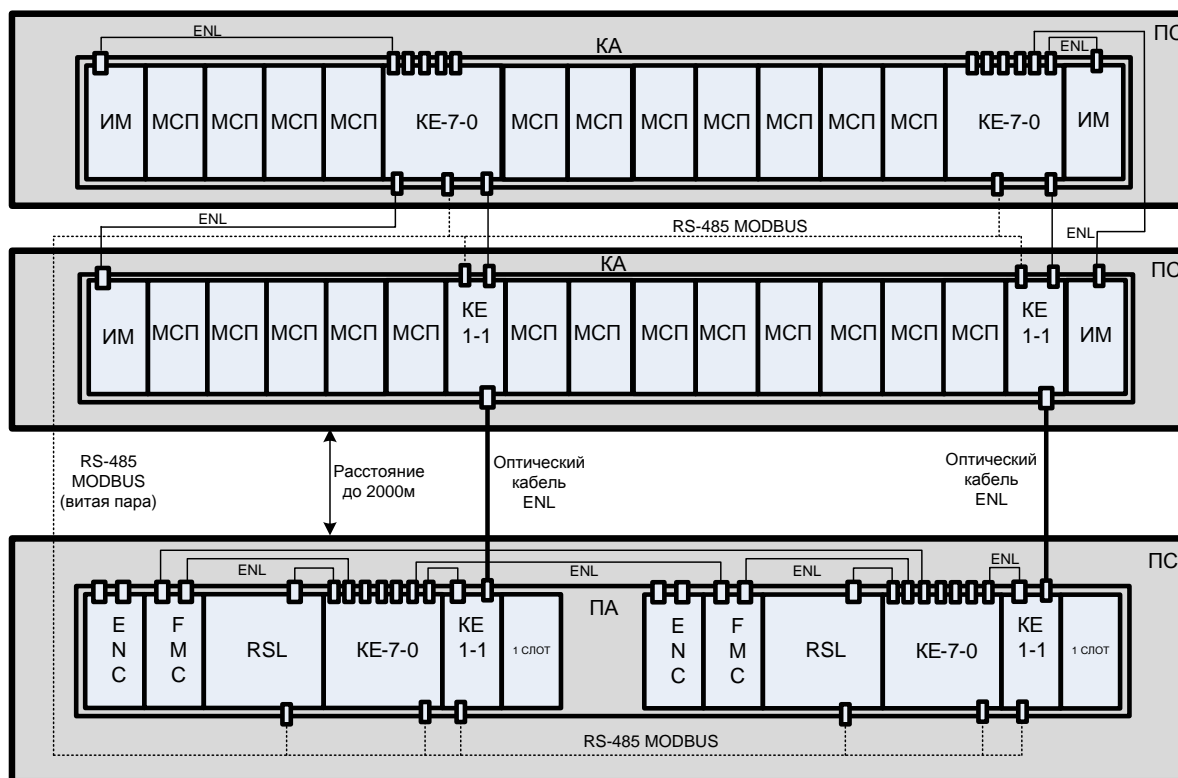 ENL КА ENL ПС
ИМ МСП МСП МСП МСП КЕ-7-0 МСП МСП МСП МСП МСП МСП МСП КЕ-7-0 ИМ
ENL RS-485 MODBUS ENL
КА ПС
ИМ МСП МСП МСП МСП МСП КЕ 1-1 МСП МСП МСП МСП МСП МСП МСП МСП КЕ 1-1 ИМ
RS-485
MODBUS
(витая пара)
Расстояние
до 2000м
Оптический
кабель
ENL
Оптический
кабель
ENL
ПС
ENL ENL ENL ENL
ПА
ENC FMC RSL КЕ-7-0 КЕ 1-1 1 СЛОТ
ENC FMC RSL КЕ-7-0 КЕ 1-1 1 СЛОТ
RS-485 MODBUS